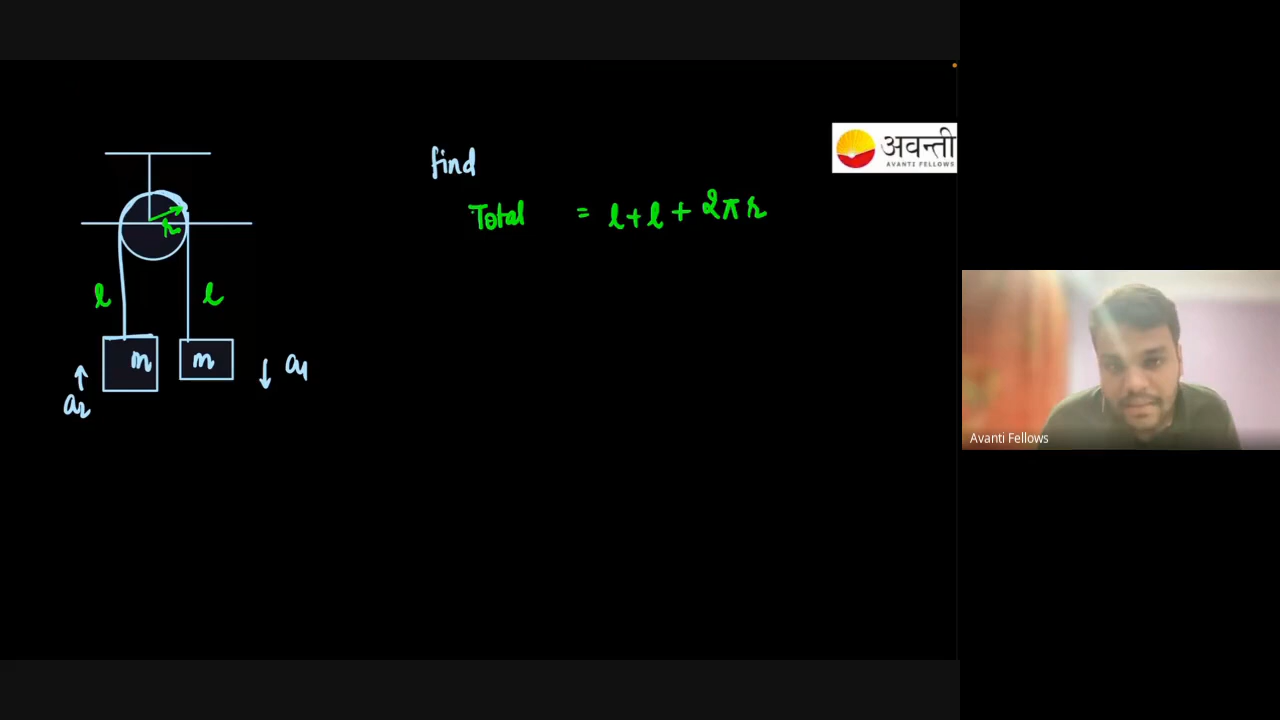 find
अवन्ती
AVANTI FELLOWS
Total = l + l + 2πr
r
l l
m m
a₁
a₂
Avanti Fellows